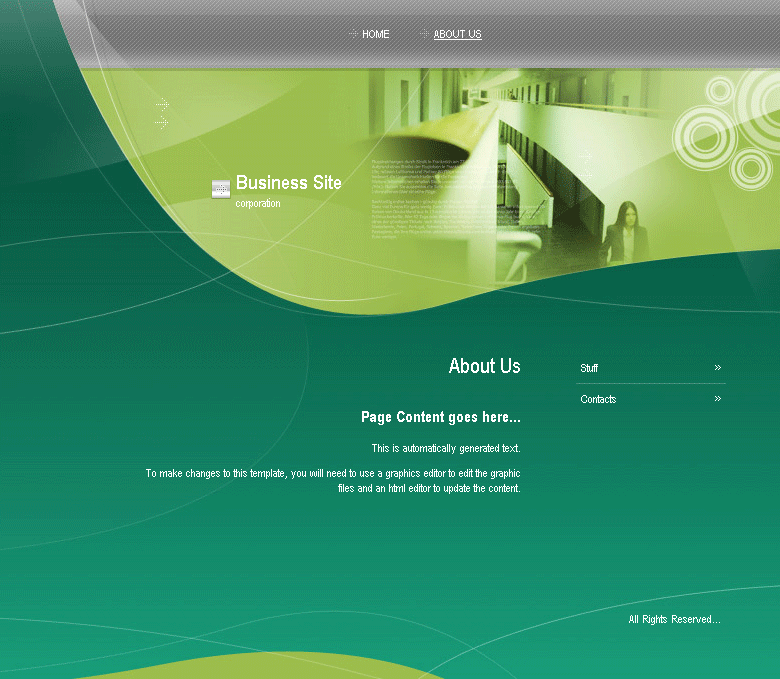 HOME
ABOUT US
Business Site
corporation
About Us
Page Content goes here...
This is automatically generated text.
To make changes to this template, you will need to use a graphics editor to edit the graphic
files and an html editor to update the content.
Stuff
Contacts
All Rights Reserved...